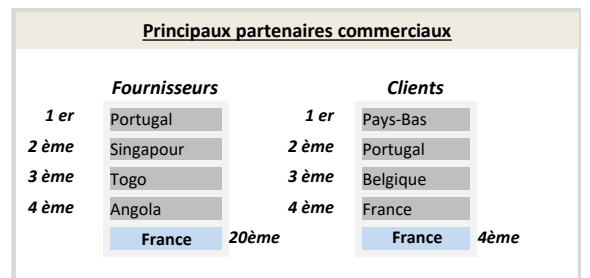 Principaux partenaires commerciaux
Fournisseurs Clients
1 er Portugal 1 er Pays-Bas
2 ème Singapour 2 ème Portugal
3 ème Togo 3 ème Belgique
4 ème Angola 4 ème France
France 20ème France 4ème